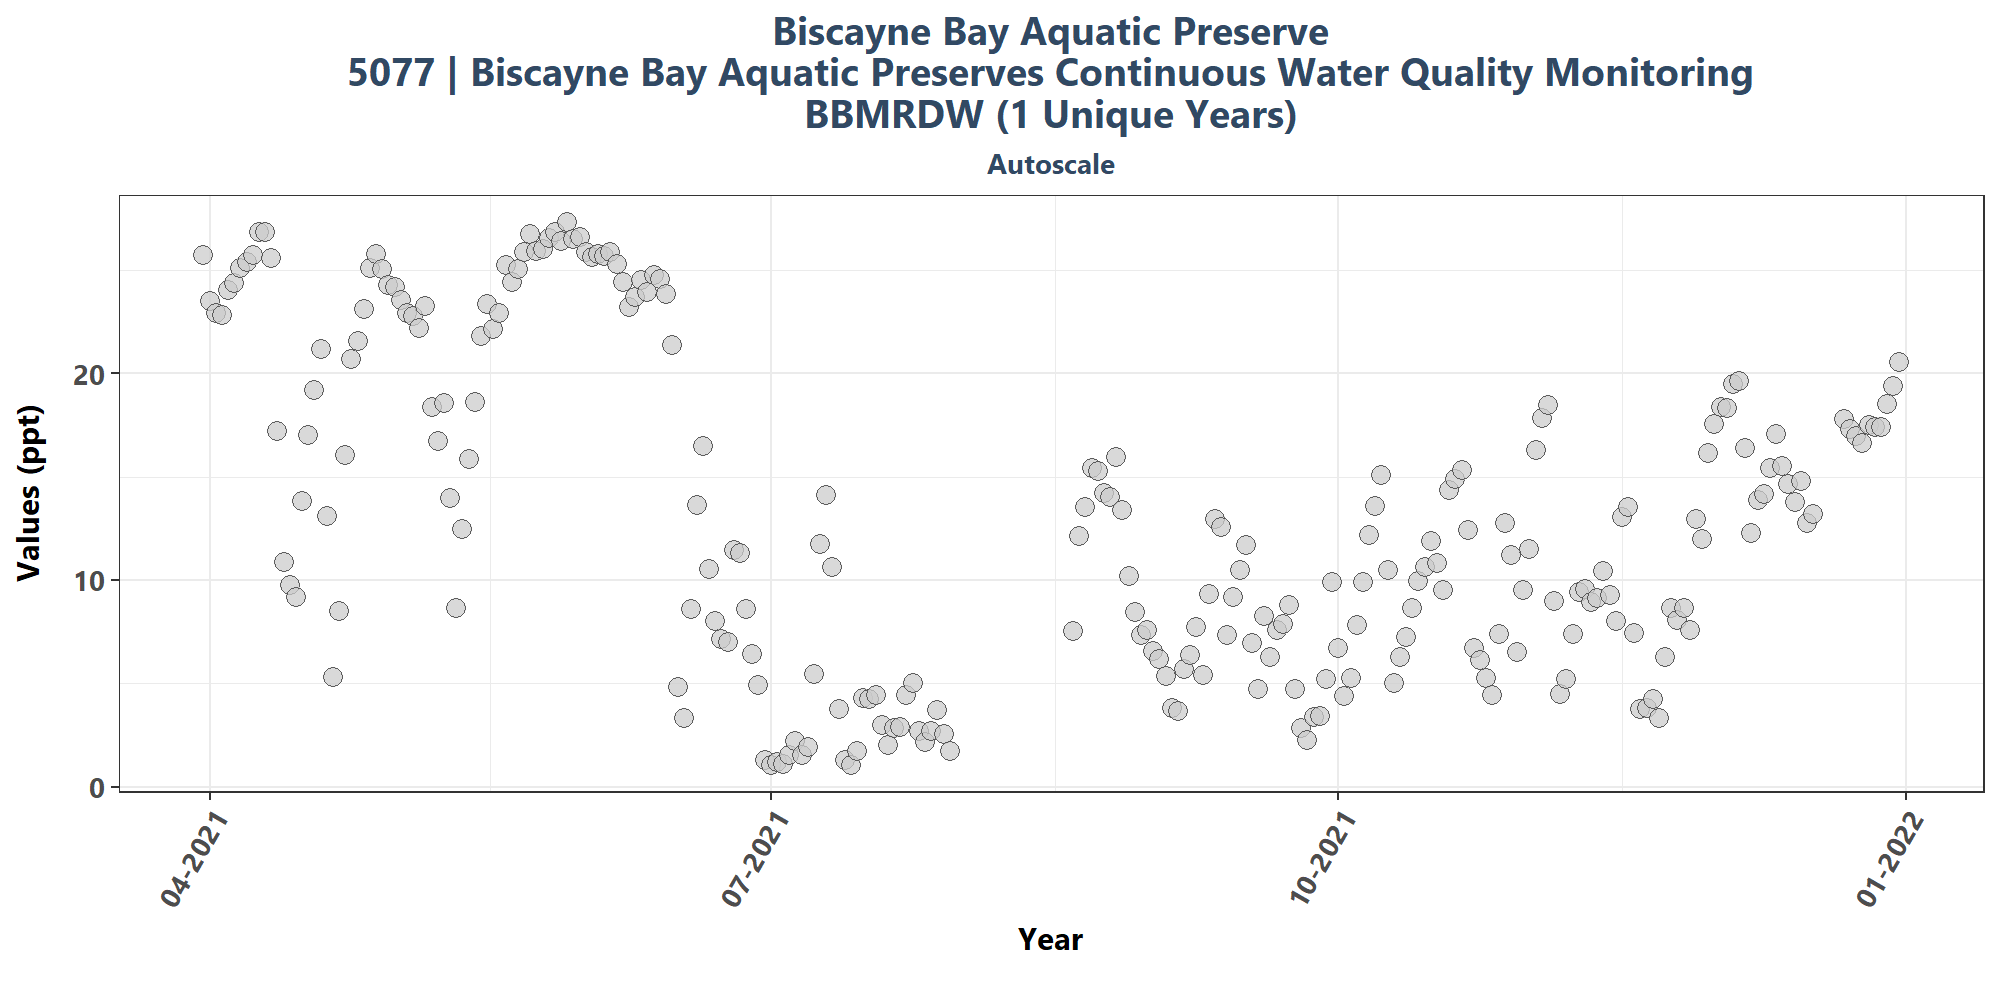 Biscayne Bay Aquatic Preserve
5077 | Biscayne Bay Aquatic Preserves Continuous Water Quality Monitoring
BBMRDW (1 Unique Years)
Autoscale
Values (ppt)
20
10
0
04-2021
07-2021
10-2021
01-2022
Year